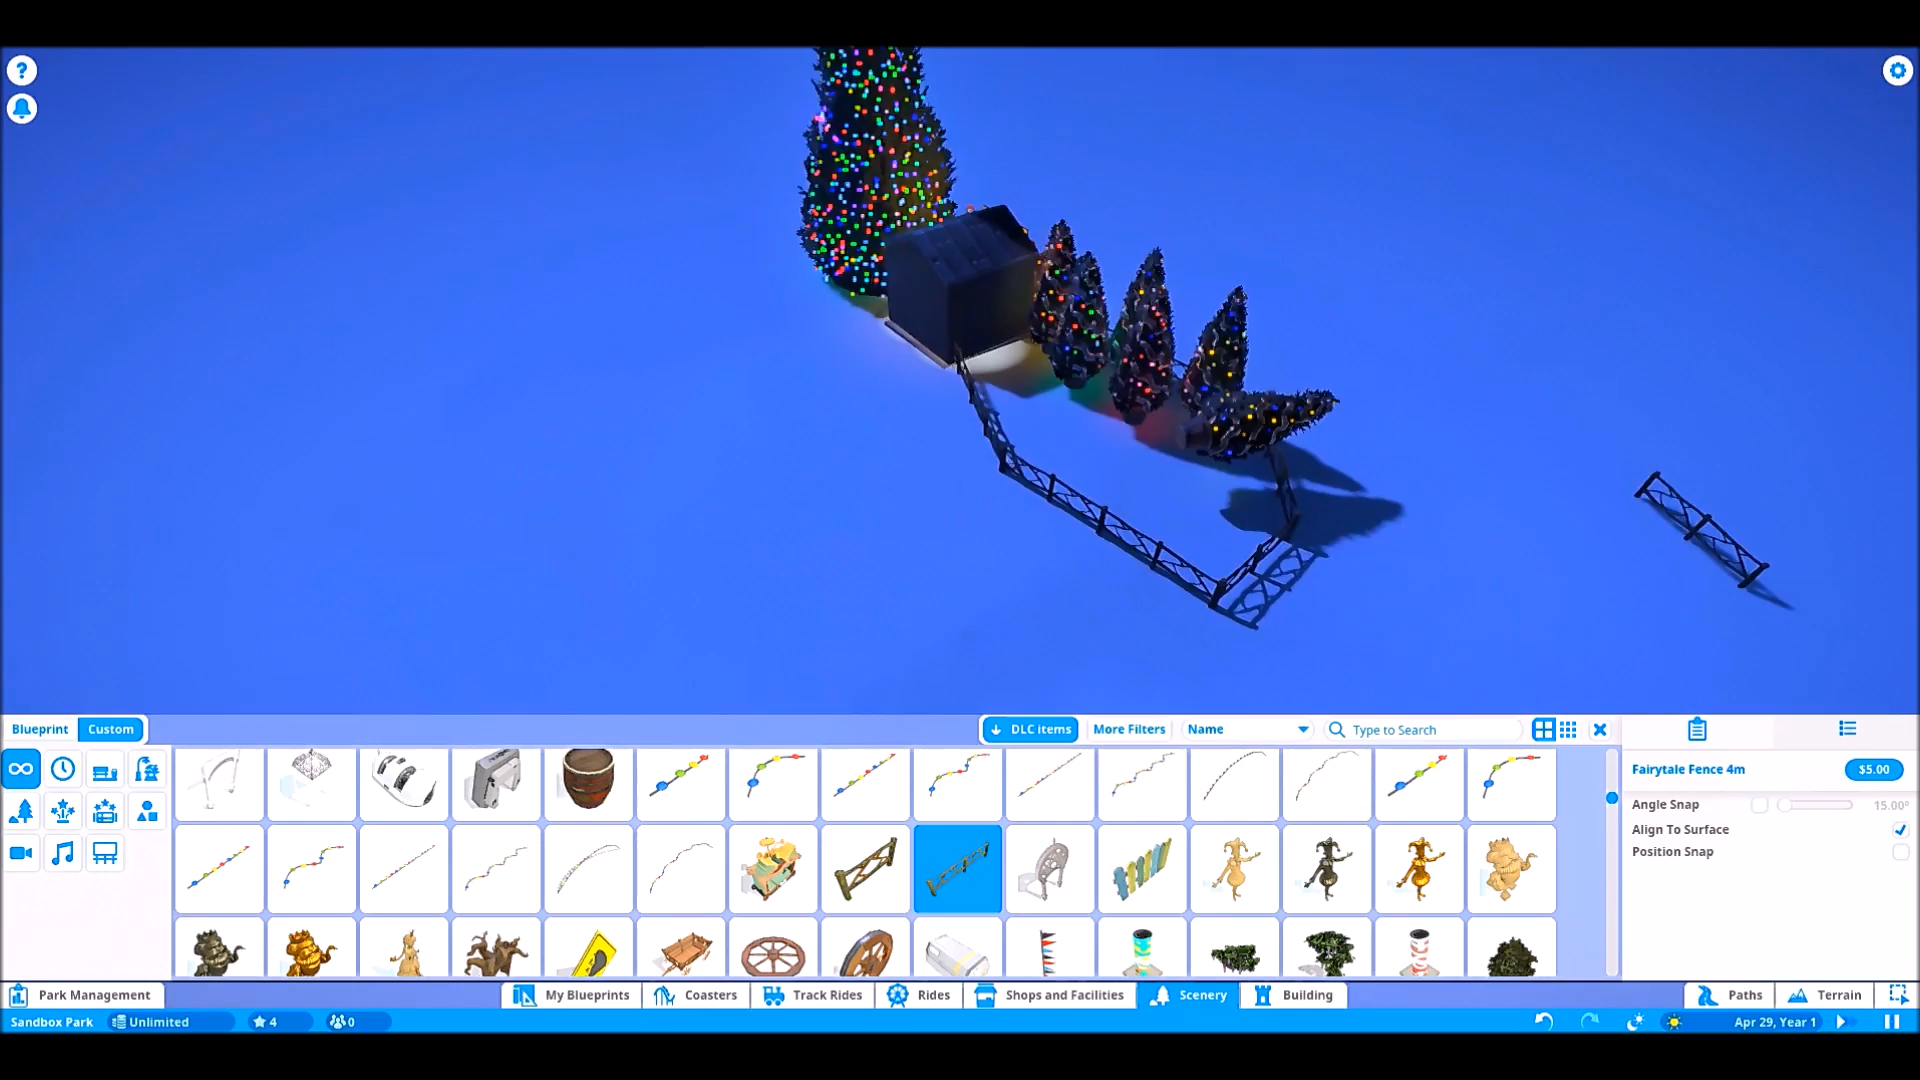 ?
Blueprint
Custom
DLC items
More Filters
Name
Type to Search
Fairytale Fence 4m
$5.00
Angle Snap
15.00°
Align To Surface
Position Snap
Park Management
My Blueprints
Coasters
Track Rides
Rides
Shops and Facilities
Scenery
Building
Paths
Terrain
Sandbox Park
Unlimited
4
0
Apr 29, Year 1